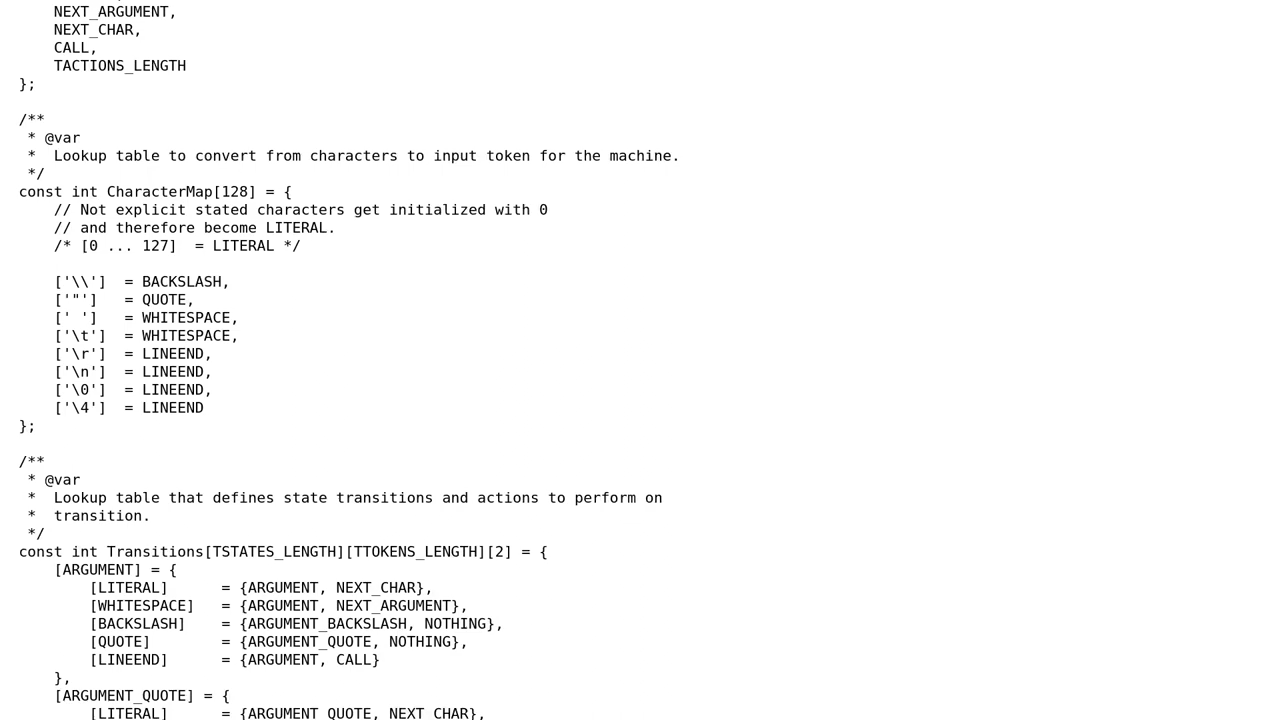 NEXT_ARGUMENT,
    NEXT_CHAR,
    CALL,
    TACTIONS_LENGTH
};

/**
 * @var
 *  Lookup table to convert from characters to input token for the machine.
 */
const int CharacterMap[128] = {
    // Not explicit stated characters get initialized with 0
    // and therefore become LITERAL.
    /* [0 ... 127]  = LITERAL */

    ['\\']  = BACKSLASH,
    ['"']   = QUOTE,
    [' ']   = WHITESPACE,
    ['\t']  = WHITESPACE,
    ['\r']  = LINEEND,
    ['\n']  = LINEEND,
    ['\0']  = LINEEND,
    ['\4']  = LINEEND
};

/**
 * @var
 *  Lookup table that defines state transitions and actions to perform on
 *  transition.
 */
const int Transitions[TSTATES_LENGTH][TTOKENS_LENGTH][2] = {
    [ARGUMENT] = {
        [LITERAL]      = {ARGUMENT, NEXT_CHAR},
        [WHITESPACE]   = {ARGUMENT, NEXT_ARGUMENT},
        [BACKSLASH]    = {ARGUMENT_BACKSLASH, NOTHING},
        [QUOTE]        = {ARGUMENT_QUOTE, NOTHING},
        [LINEEND]      = {ARGUMENT, CALL}
    },
    [ARGUMENT_QUOTE] = {
        [LITERAL]      = {ARGUMENT_QUOTE, NEXT_CHAR},